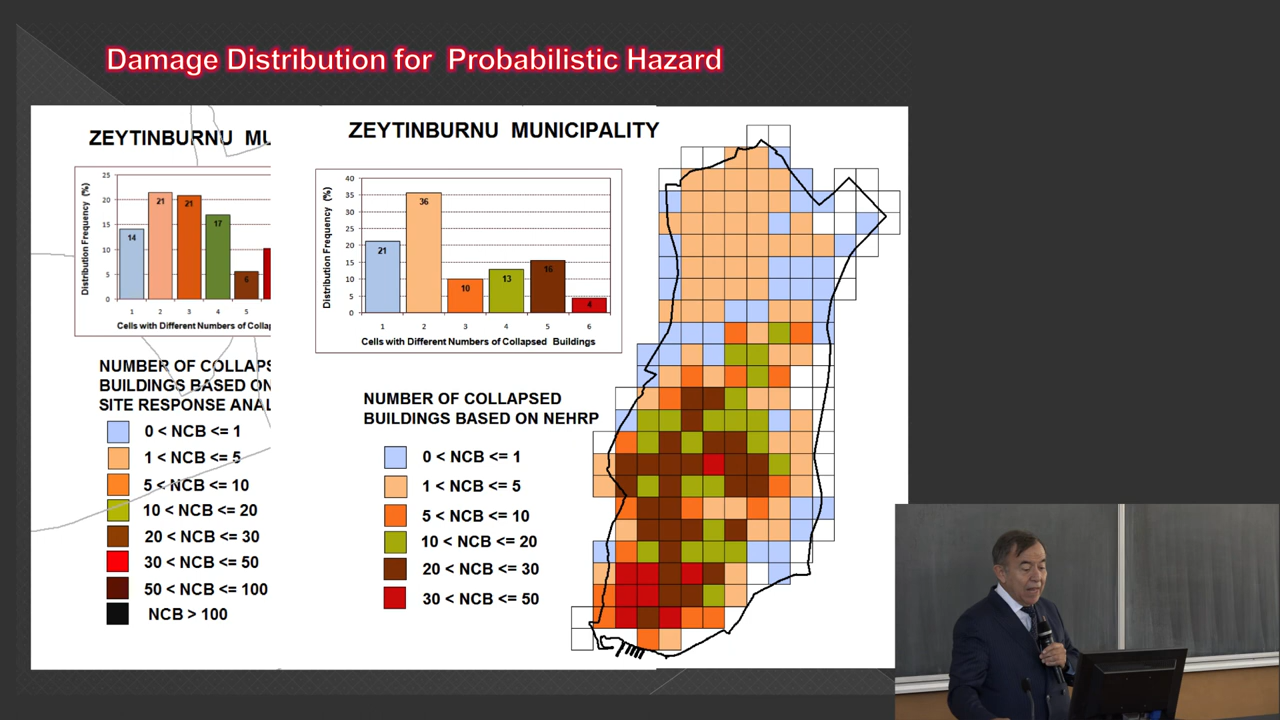 Damage Distribution for Probabilistic Hazard
ZEYTINBURNU MU
25
20
15
10
5
0
Distribution Frequency (%)
14
21
21
17
6
1 2 3 4 5
Cells with Different Numbers of Collap
NUMBER OF COLLAPS
BUILDINGS BASED ON
SITE RESPONSE ANAL
0 < NCB <= 1
1 < NCB <= 5
5 < NCB <= 10
10 < NCB <= 20
20 < NCB <= 30
30 < NCB <= 50
50 < NCB <= 100
NCB > 100
ZEYTINBURNU MUNICIPALITY
40
35
30
25
20
15
10
5
0
Distribution Frequency (%)
21
36
10
13
16
4
1 2 3 4 5 6
Cells with Different Numbers of Collapsed Buildings
NUMBER OF COLLAPSED
BUILDINGS BASED ON NEHRP
0 < NCB <= 1
1 < NCB <= 5
5 < NCB <= 10
10 < NCB <= 20
20 < NCB <= 30
30 < NCB <= 50